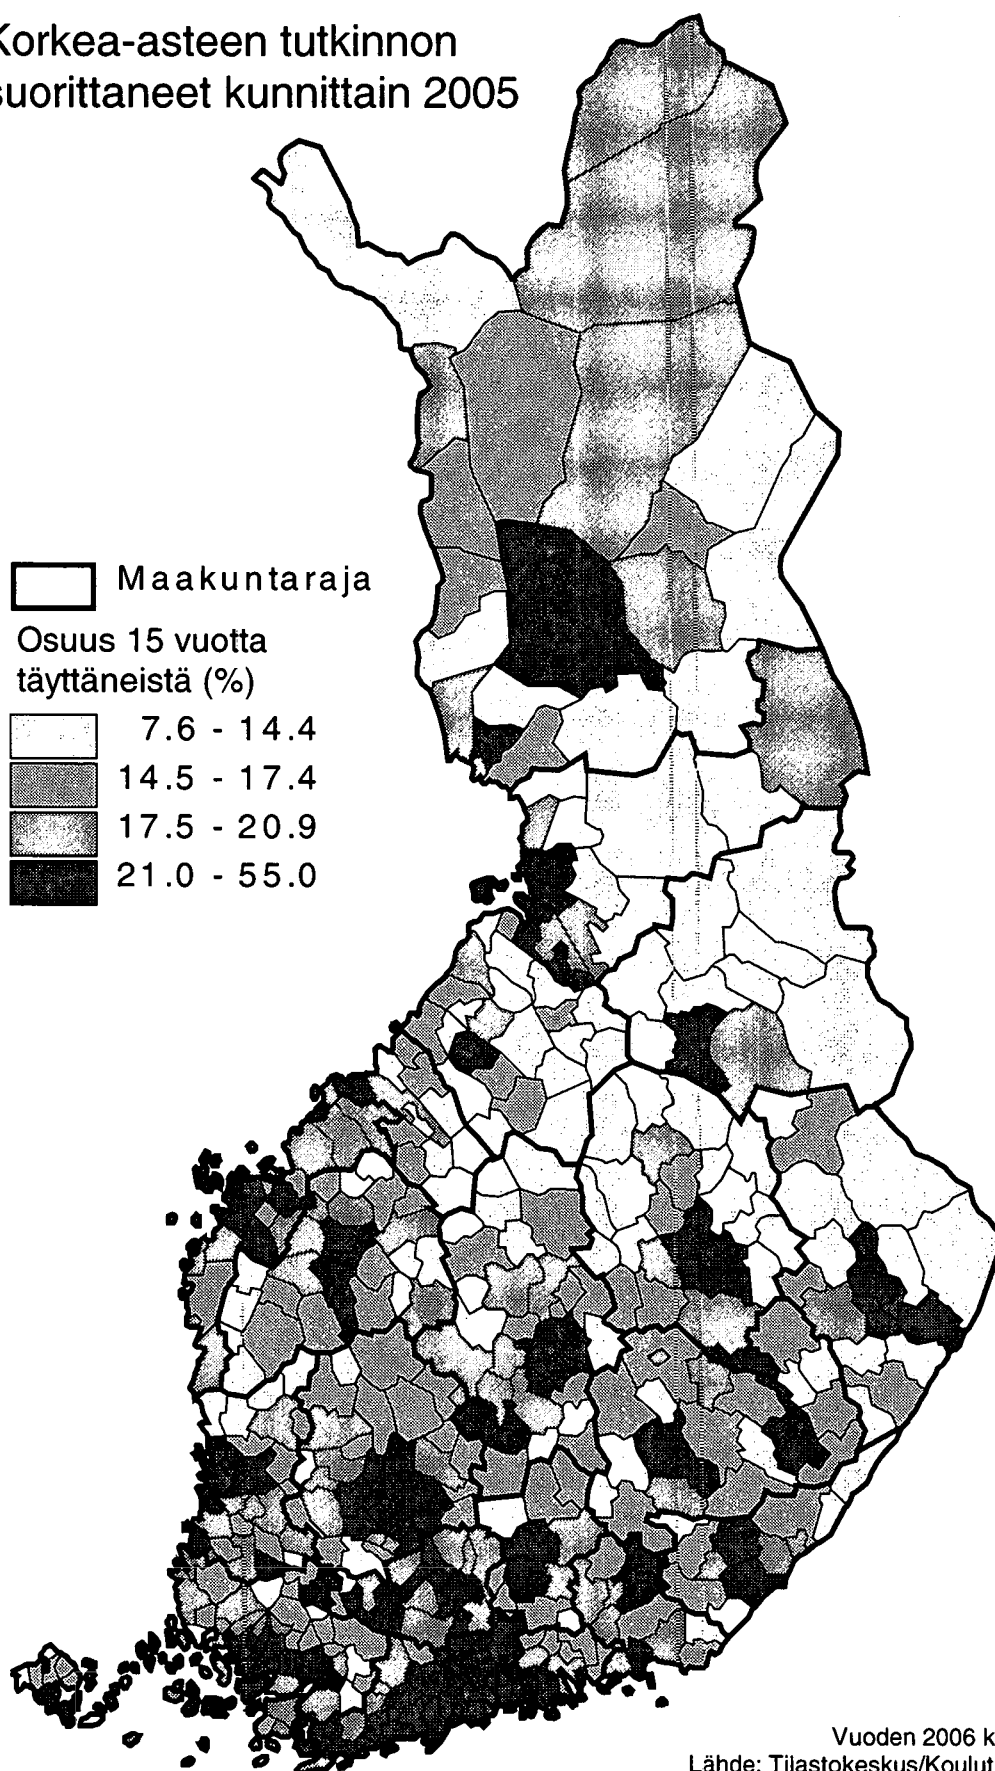 Korkea-asteen tutkinnon
suorittaneet kunnittain 2005
Maakuntaraja
Osuus 15 vuotta
täyttäneistä (%)
7.6 - 14.4
14.5 - 17.4
17.5 - 20.9
21.0 - 55.0
Vuoden 2006 k
Lähde: Tilastokeskus/Koulut